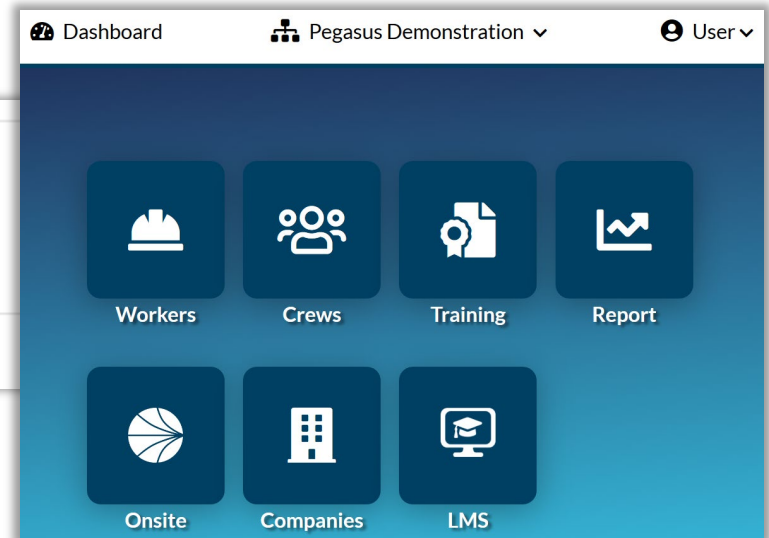 Dashboard Pegasus Demonstration User
Workers Crews Training Report
Onsite Companies LMS